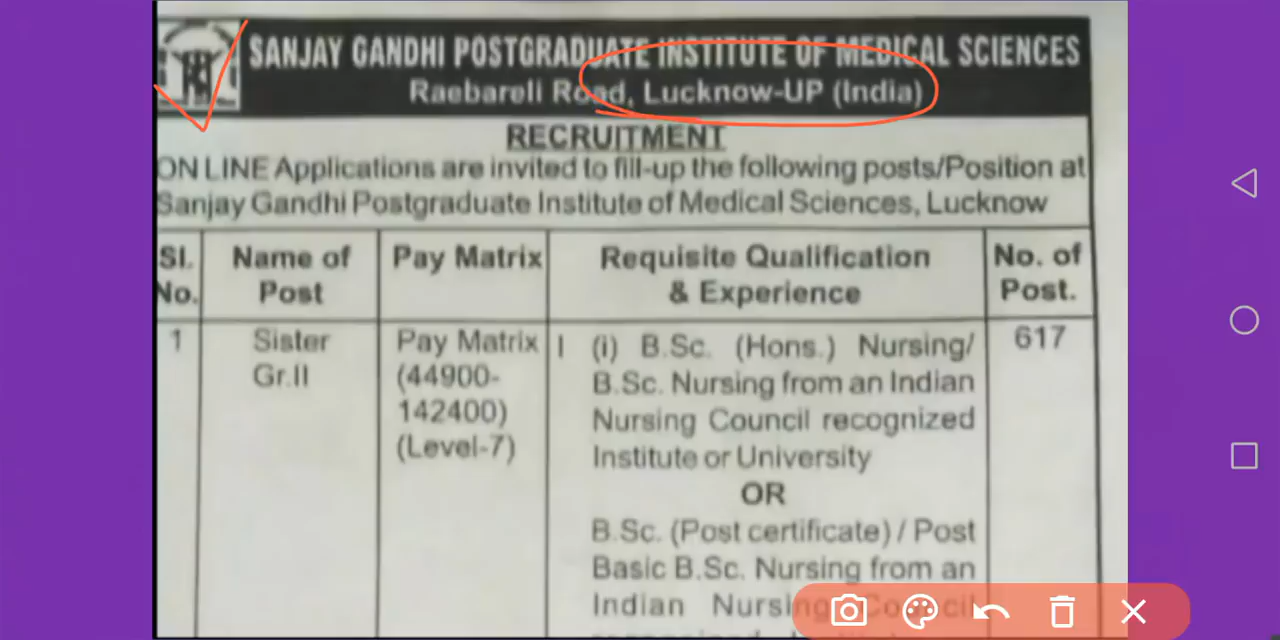 SANJAY GANDHI POSTGRADUATE INSTITUTE OF MEDICAL SCIENCES
Raebareli Road, Lucknow-UP (India)
RECRUITMENT
ON LINE Applications are invited to fill-up the following posts/Position at
Sanjay Gandhi Postgraduate Institute of Medical Sciences, Lucknow
Sl. No.
Name of Post
Pay Matrix
Requisite Qualification & Experience
No. of Post.
1
Sister
Gr.II
Pay Matrix
(44900-
142400)
(Level-7)
I (i) B.Sc. (Hons.) Nursing/
B.Sc. Nursing from an Indian
Nursing Council recognized
Institute or University
OR
B.Sc. (Post certificate) / Post
Basic B.Sc. Nursing from an
Indian Nursing Council
617